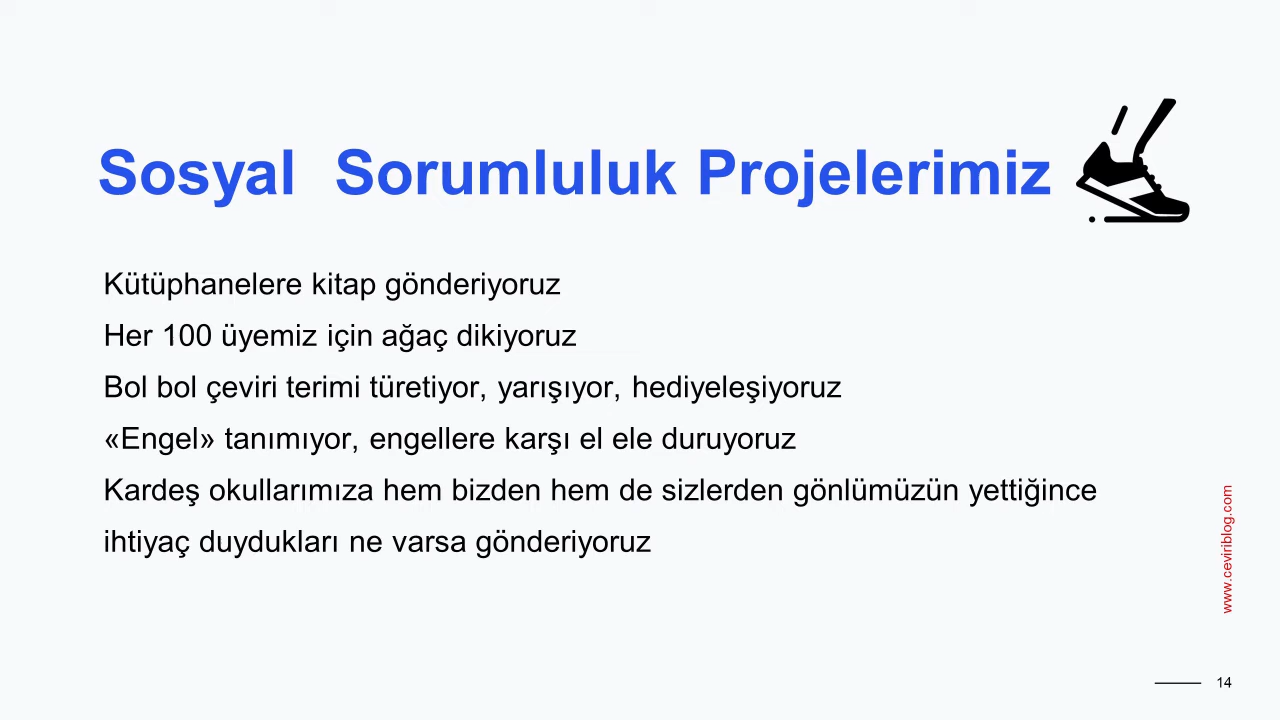 Sosyal  Sorumluluk Projelerimiz
Kütüphanelere kitap gönderiyoruz
Her 100 üyemiz için ağaç dikiyoruz
Bol bol çeviri terimi türetiyor, yarışıyor, hediyeleşiyoruz
«Engel» tanımıyor, engellere karşı el ele duruyoruz
Kardeş okullarımıza hem bizden hem de sizlerden gönlümüzün yettiğince
ihtiyaç duydukları ne varsa gönderiyoruz
www.ceviriblog.com
14